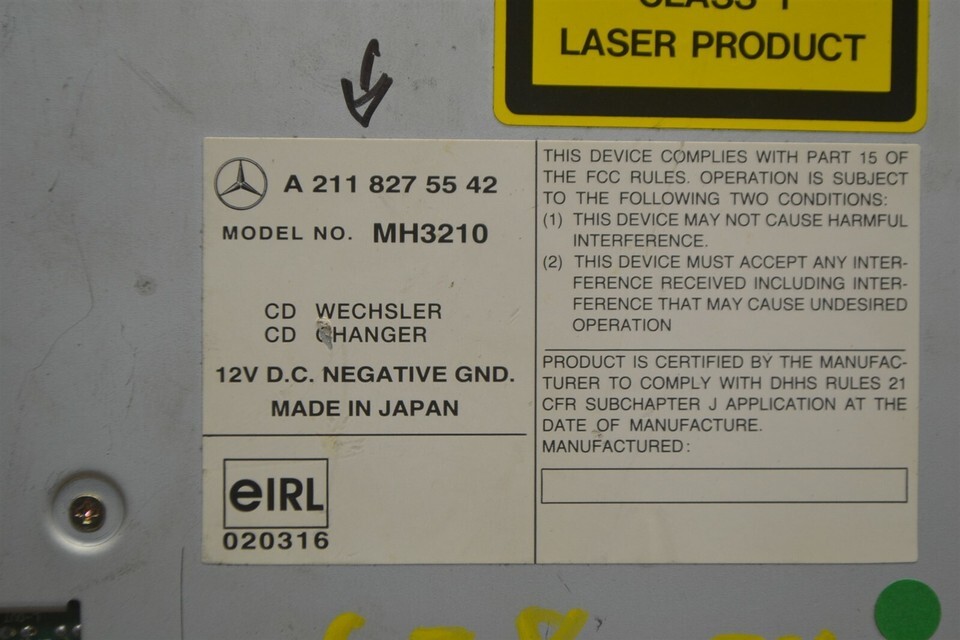 CLASS 1
LASER PRODUCT
A 211 827 55 42
MODEL NO. MH3210
CD WECHSLER
CD CHANGER
12V D.C. NEGATIVE GND.
MADE IN JAPAN
eIRL
020316
THIS DEVICE COMPLIES WITH PART 15 OF
THE FCC RULES. OPERATION IS SUBJECT
TO THE FOLLOWING TWO CONDITIONS:
(1) THIS DEVICE MAY NOT CAUSE HARMFUL
INTERFERENCE.
(2) THIS DEVICE MUST ACCEPT ANY INTER-
FERENCE RECEIVED INCLUDING INTER-
FERENCE THAT MAY CAUSE UNDESIRED
OPERATION
PRODUCT IS CERTIFIED BY THE MANUFAC-
TURER TO COMPLY WITH DHHS RULES 21
CFR SUBCHAPTER J APPLICATION AT THE
DATE OF MANUFACTURE.
MANUFACTURED: